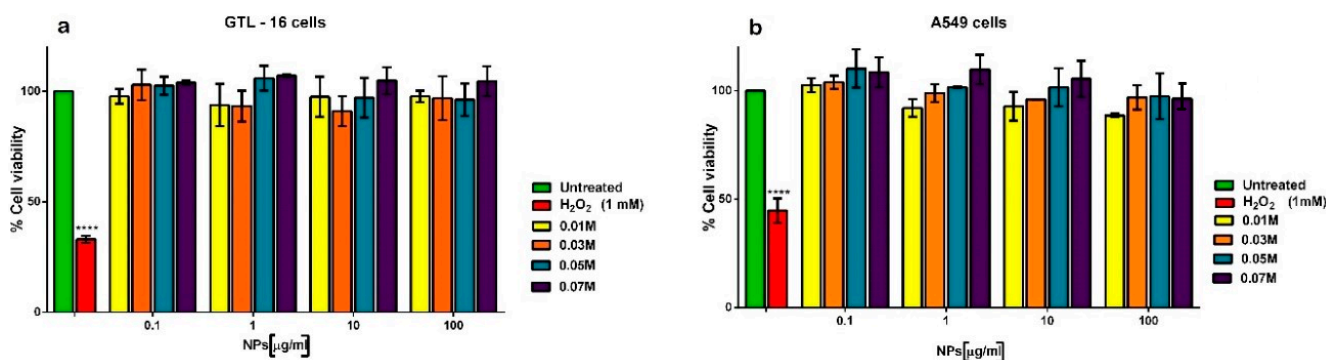 a
GTL - 16 cells
% Cell viability
100
50
0
****
0.1
1
10
100
NPs[µg/ml]
Untreated
H₂O₂ (1 mM)
0.01M
0.03M
0.05M
0.07M
b
A549 cells
% Cell viability
100
50
0
****
0.1
1
10
100
NPs[µg/ml]
Untreated
H₂O₂ (1mM)
0.01M
0.03M
0.05M
0.07M